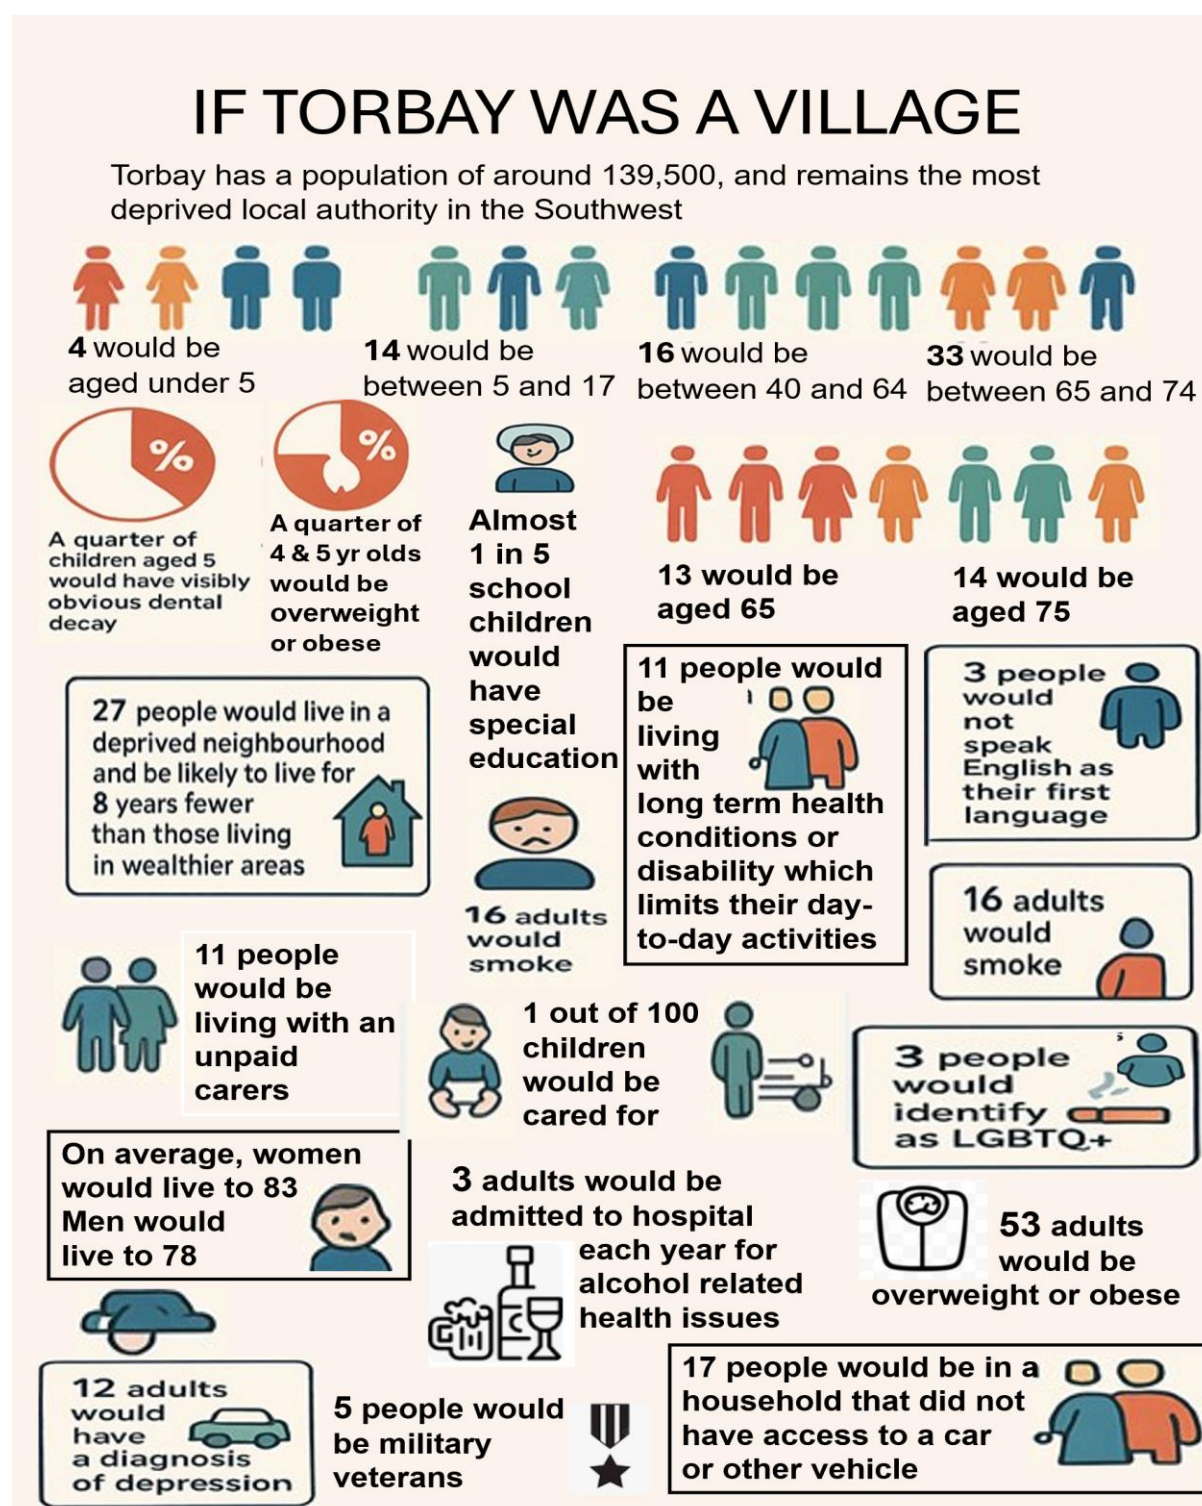 IF TORBAY WAS A VILLAGE
Torbay has a population of around 139,500, and remains the most
deprived local authority in the Southwest
4 would be
aged under 5
14 would be
between 5 and 17
16 would be
between 40 and 64
33 would be
between 65 and 74
%
A quarter of
children aged 5
would have visibly
obvious dental
decay
%
A quarter of
4 & 5 yr olds
would be
overweight
or obese
Almost
1 in 5
school
children
would
have
special
education
13 would be
aged 65
14 would be
aged 75
27 people would live in a
deprived neighbourhood
and be likely to live for
8 years fewer
than those living
in wealthier areas
16 adults
would
smoke
11 people would
be
living
with
long term health
conditions or
disability which
limits their day-
to-day activities
3 people
would
not
speak
English as
their first
language
16 adults
would
smoke
11 people
would be
living with an
unpaid
carers
1 out of 100
children
would be
cared for
3 people
would
identify
as LGBTQ+
On average, women
would live to 83
Men would
live to 78
3 adults would be
admitted to hospital
each year for
alcohol related
health issues
53 adults
would be
overweight or obese
12 adults
would
have
a diagnosis
of depression
5 people would
be military
veterans
17 people would be in a
household that did not
have access to a car
or other vehicle